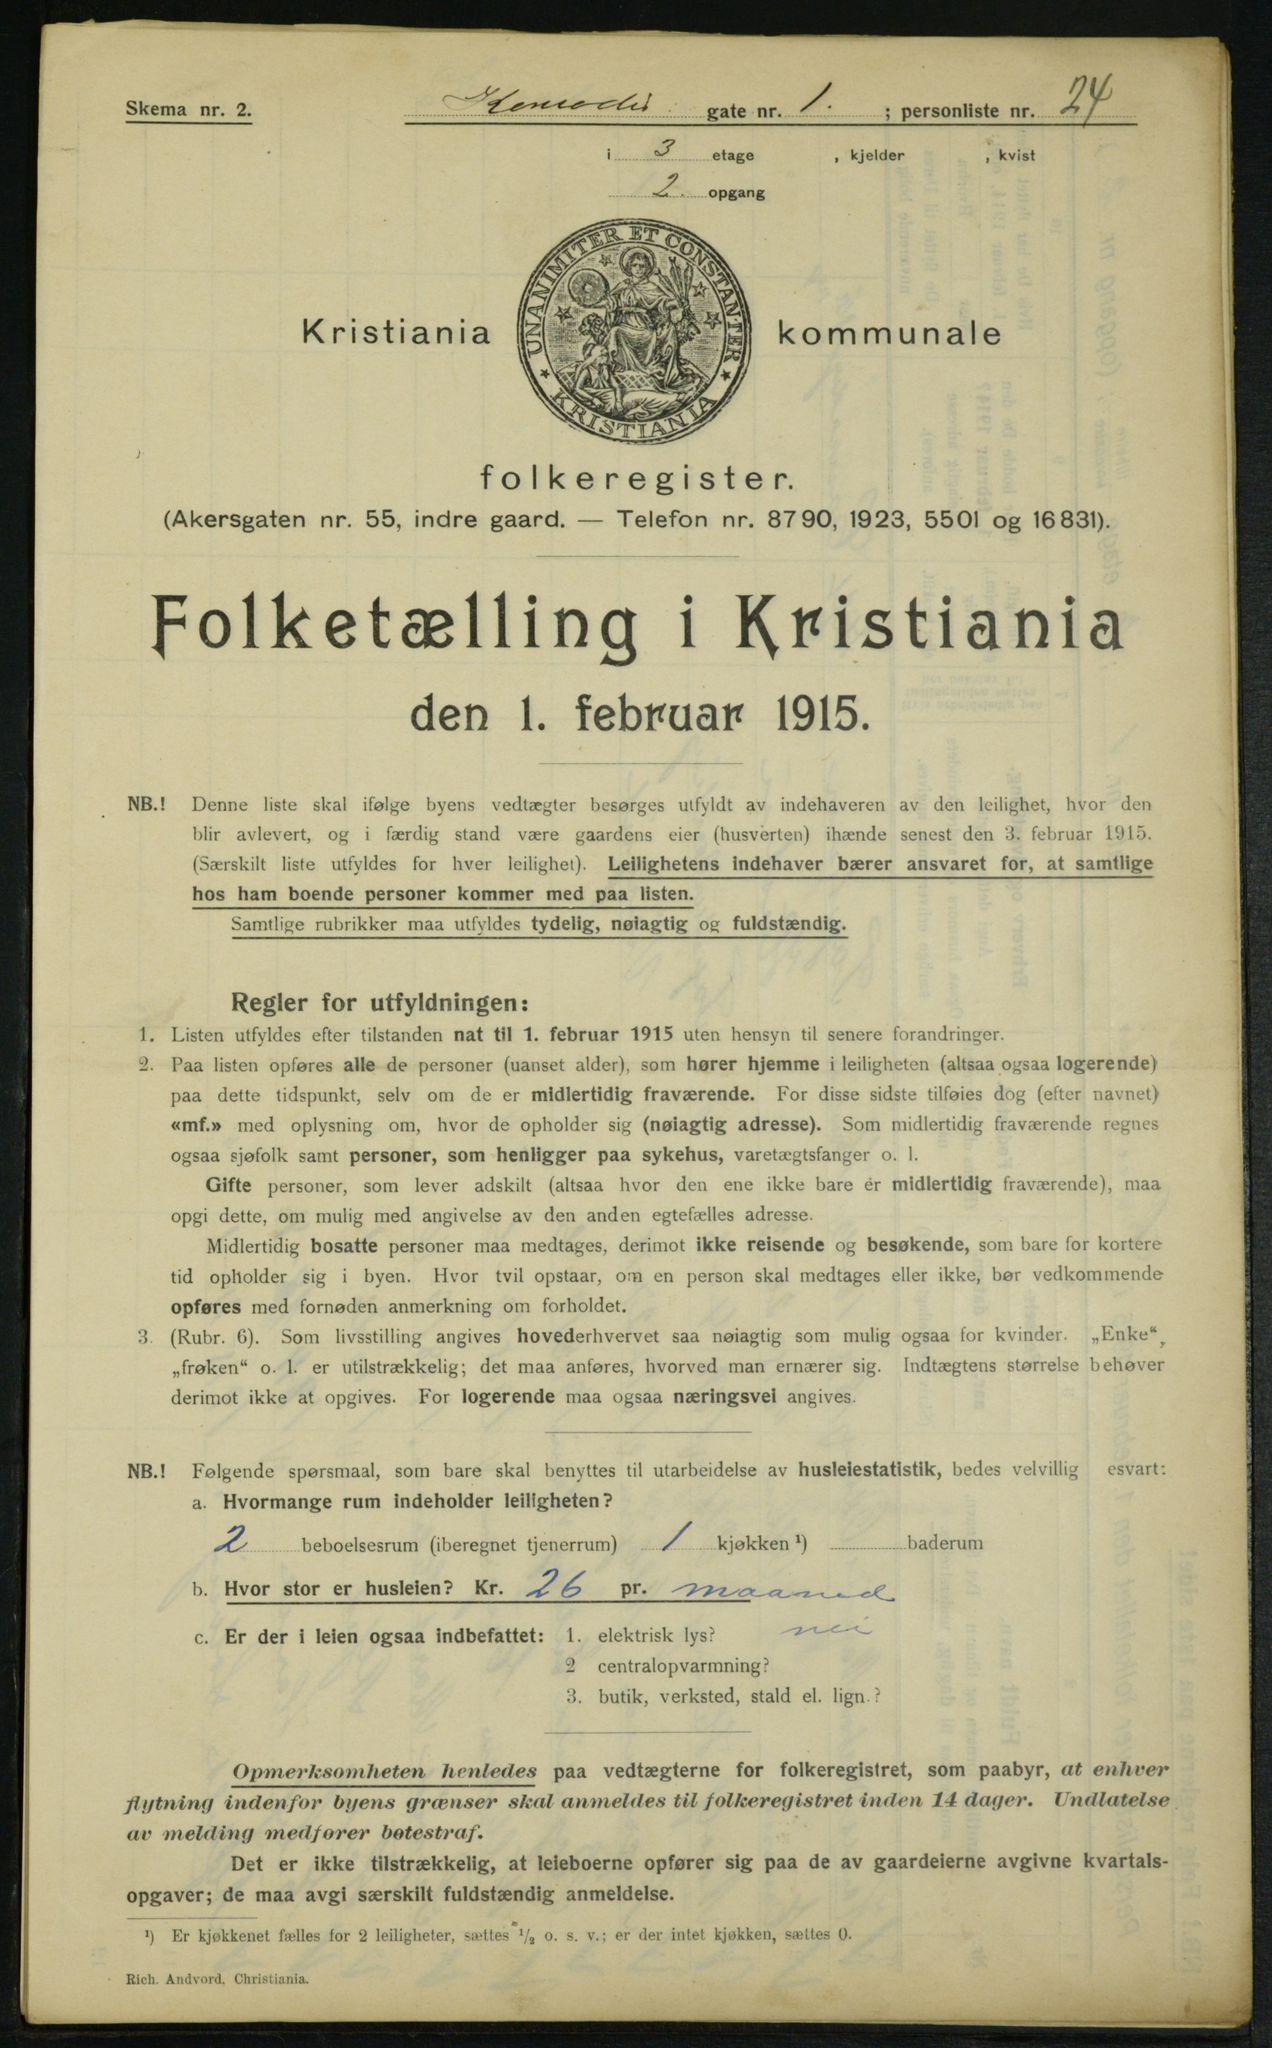 Skema nr. 2.
gate nr. 1. ; personliste nr. 24
i 3 etage , kjelder , kvist
2. opgang
UNANIMITER ET CONSTANTER
KRISTIANIA
Kristiania kommunale
folkeregister.
(Akersgaten nr. 55, indre gaard. — Telefon nr. 8790, 1923, 5501 og 16831).
Folketælling i Kristiania
den 1. februar 1915.
NB.! Denne liste skal ifølge byens vedtægter besørges utfyldt av indehaveren av den leilighet, hvor den
blir avlevert, og i færdig stand være gaardens eier (husverten) ihænde senest den 3. februar 1915.
(Særskilt liste utfyldes for hver leilighet). Leilighetens indehaver bærer ansvaret for, at samtlige
hos ham boende personer kommer med paa listen.
Samtlige rubrikker maa utfyldes tydelig, nøiagtig og fuldstændig.
Regler for utfyldningen:
1. Listen utfyldes efter tilstanden nat til 1. februar 1915 uten hensyn til senere forandringer.
2. Paa listen opføres alle de personer (uanset alder), som hører hjemme i leiligheten (altsaa ogsaa logerende)
paa dette tidspunkt, selv om de er midlertidig fraværende. For disse sidste tilføies dog (efter navnet)
«mf.» med oplysning om, hvor de opholder sig (nøiagtig adresse). Som midlertidig fraværende regnes
ogsaa sjøfolk samt personer, som henligger paa sykehus, varetægtsfanger o. l.
Gifte personer, som lever adskilt (altsaa hvor den ene ikke bare er midlertidig fraværende), maa
opgi dette, om mulig med angivelse av den anden egtefælles adresse.
Midlertidig bosatte personer maa medtages, derimot ikke reisende og besøkende, som bare for kortere
tid opholder sig i byen. Hvor tvil opstaar, om en person skal medtages eller ikke, bør vedkommende
opføres med fornøden anmerkning om forholdet.
3. (Rubr. 6). Som livsstilling angives hovederhvervet saa nøiagtig som mulig ogsaa for kvinder. „Enke“,
„frøken“ o. l. er utilstrækkelig; det maa anføres, hvorved man ernærer sig. Indtægtens størrelse behøver
derimot ikke at opgives. For logerende maa ogsaa næringsvei angives.
NB.! Følgende spørsmaal, som bare skal benyttes til utarbeidelse av husleiestatistik, bedes velvillig esvart:
a. Hvormange rum indeholder leiligheten?
2 beboelsesrum (iberegnet tjenerrum) 1 kjøkken ¹) baderum
b. Hvor stor er husleien? Kr. 26 pr. maaned
c. Er der i leien ogsaa indbefattet: 1. elektrisk lys? nei
2 centralopvarmning?
3. butik, verksted, stald el. lign.?
Opmerksomheten henledes paa vedtægterne for folkeregistret, som paabyr, at enhver
flytning indenfor byens grænser skal anmeldes til folkeregistret inden 14 dager. Undlatelse
av melding medfører bøtestraf.
Det er ikke tilstrækkelig, at leieboerne opfører sig paa de av gaardeierne avgivne kvartals-
opgaver; de maa avgi særskilt fuldstændig anmeldelse.
¹) Er kjøkkenet fælles for 2 leiligheter, sættes ½ o. s. v.; er der intet kjøkken, sættes 0.
Rich. Andvord, Christiania.